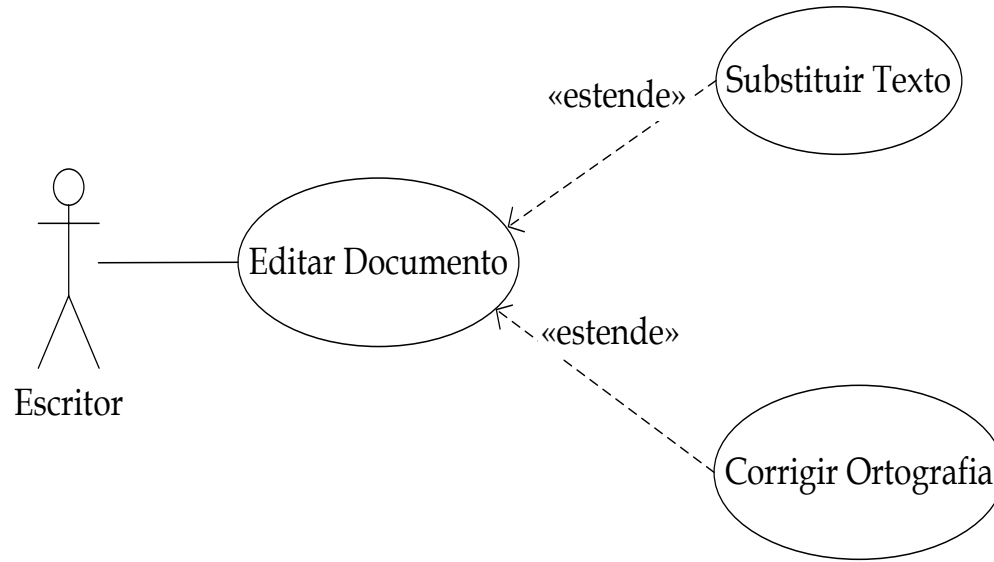 Substituir Texto
«estende»
Editar Documento
«estende»
Escritor
Corrigir Ortografia